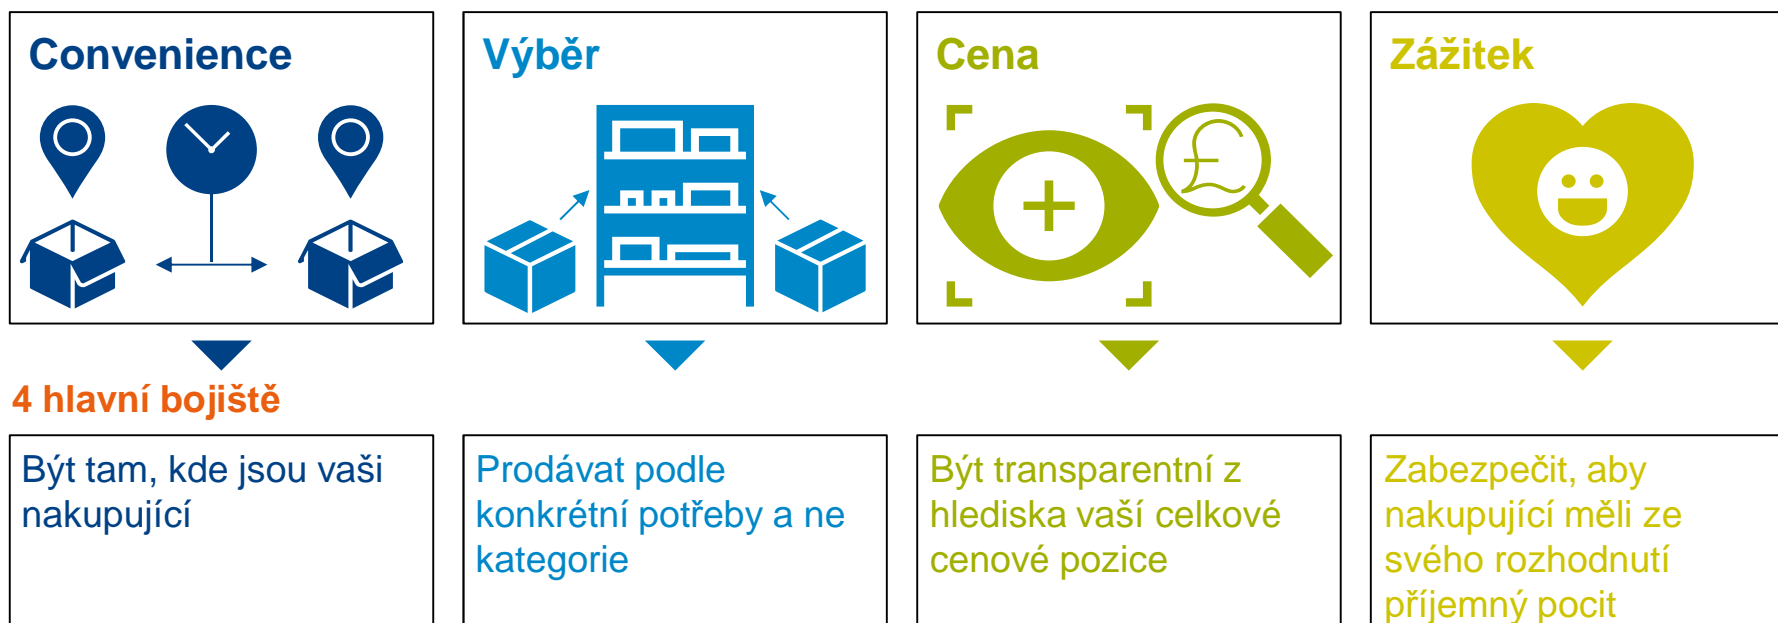 Convenience
Výběr
Cena
£
Zážitek
4 hlavní bojiště
Být tam, kde jsou vaši
nakupující
Prodávat podle
konkrétní potřeby a ne
kategorie
Být transparentní z
hlediska vaší celkové
cenové pozice
Zabezpečit, aby
nakupující měli ze
svého rozhodnutí
příjemný pocit